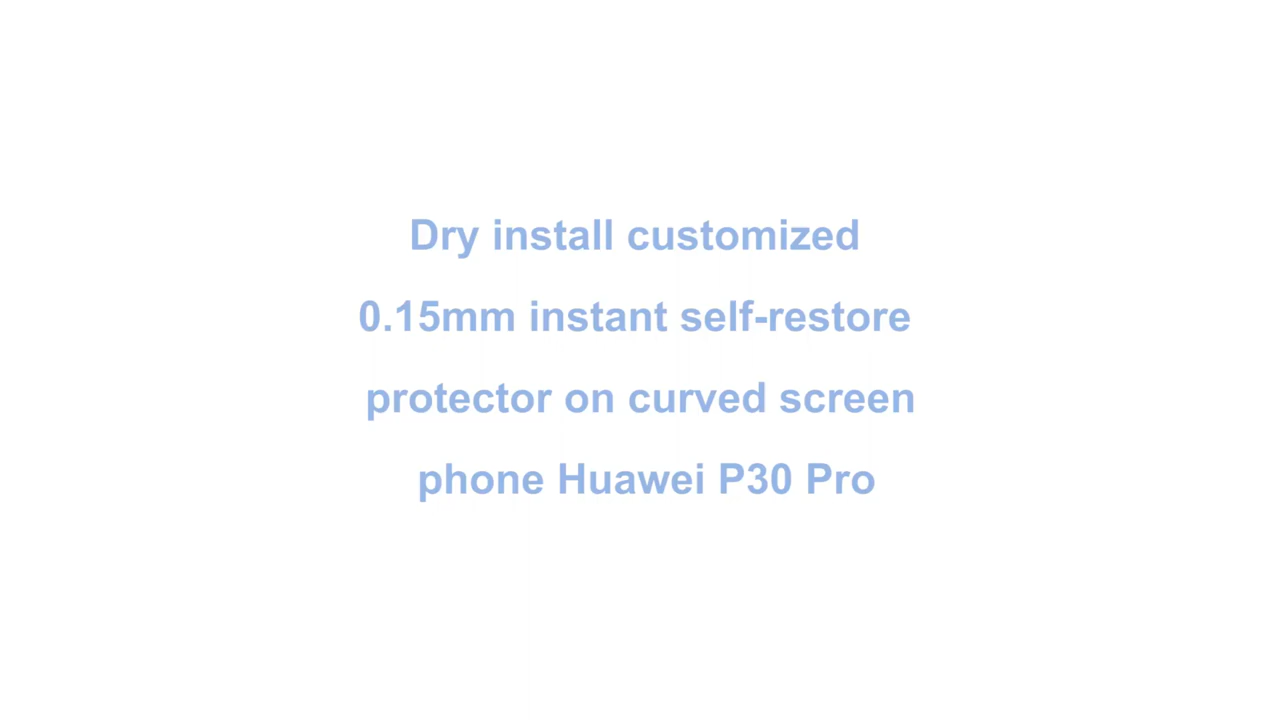 Dry install customized
0.15mm instant self-restore
protector on curved screen
phone Huawei P30 Pro